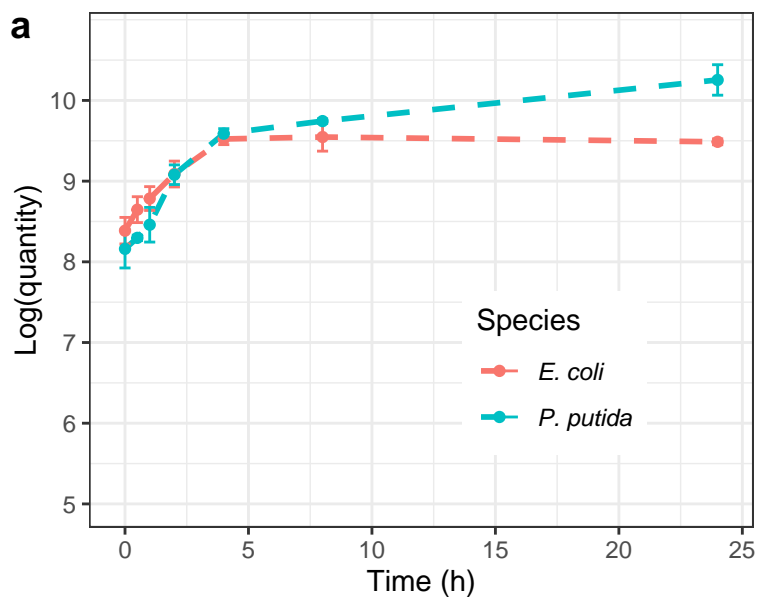 a
Log(quantity)
10
9
8
7
6
5
Species
E. coli
P. putida
0 5 10 15 20 25
Time (h)